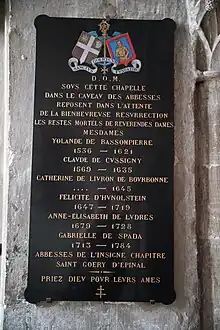 D.O.M.
SOVS CETTE CHAPELLE
DANS LE CAVEAV DES ABBESSES
REPOSENT DANS L'ATTENTE
DE LA BIENHEVREVSE RESVRRECTION
LES RESTES MORTELS DE REVERENDES DAMES
MESDAMES
YOLANDE DE BASSOMPIERRE
1536 — 1621
CLAVDE DE CVSSIGNY
1569 — 1635
CATHERINE DE LIVRON DE BOVRBONNE
.... — 1645
FELICITE D'HVNOLSTEIN
1647 — 1719
ANNE-ELISABETH DE LVDRES
1679 — 1728
GABRIELLE DE SPADA
1713 — 1784
ABBESSES DE L'INSIGNE CHAPITRE
SAINT GOERY D'EPINAL
PRIEZ DIEV POVR LEVRS AMES